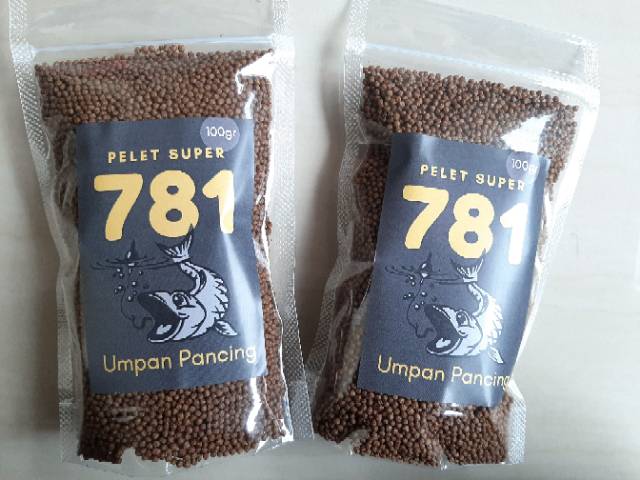 100gr
PELET SUPER
781
Umpan Pancing
100gr
PELET SUPER
781
Umpan Pancing